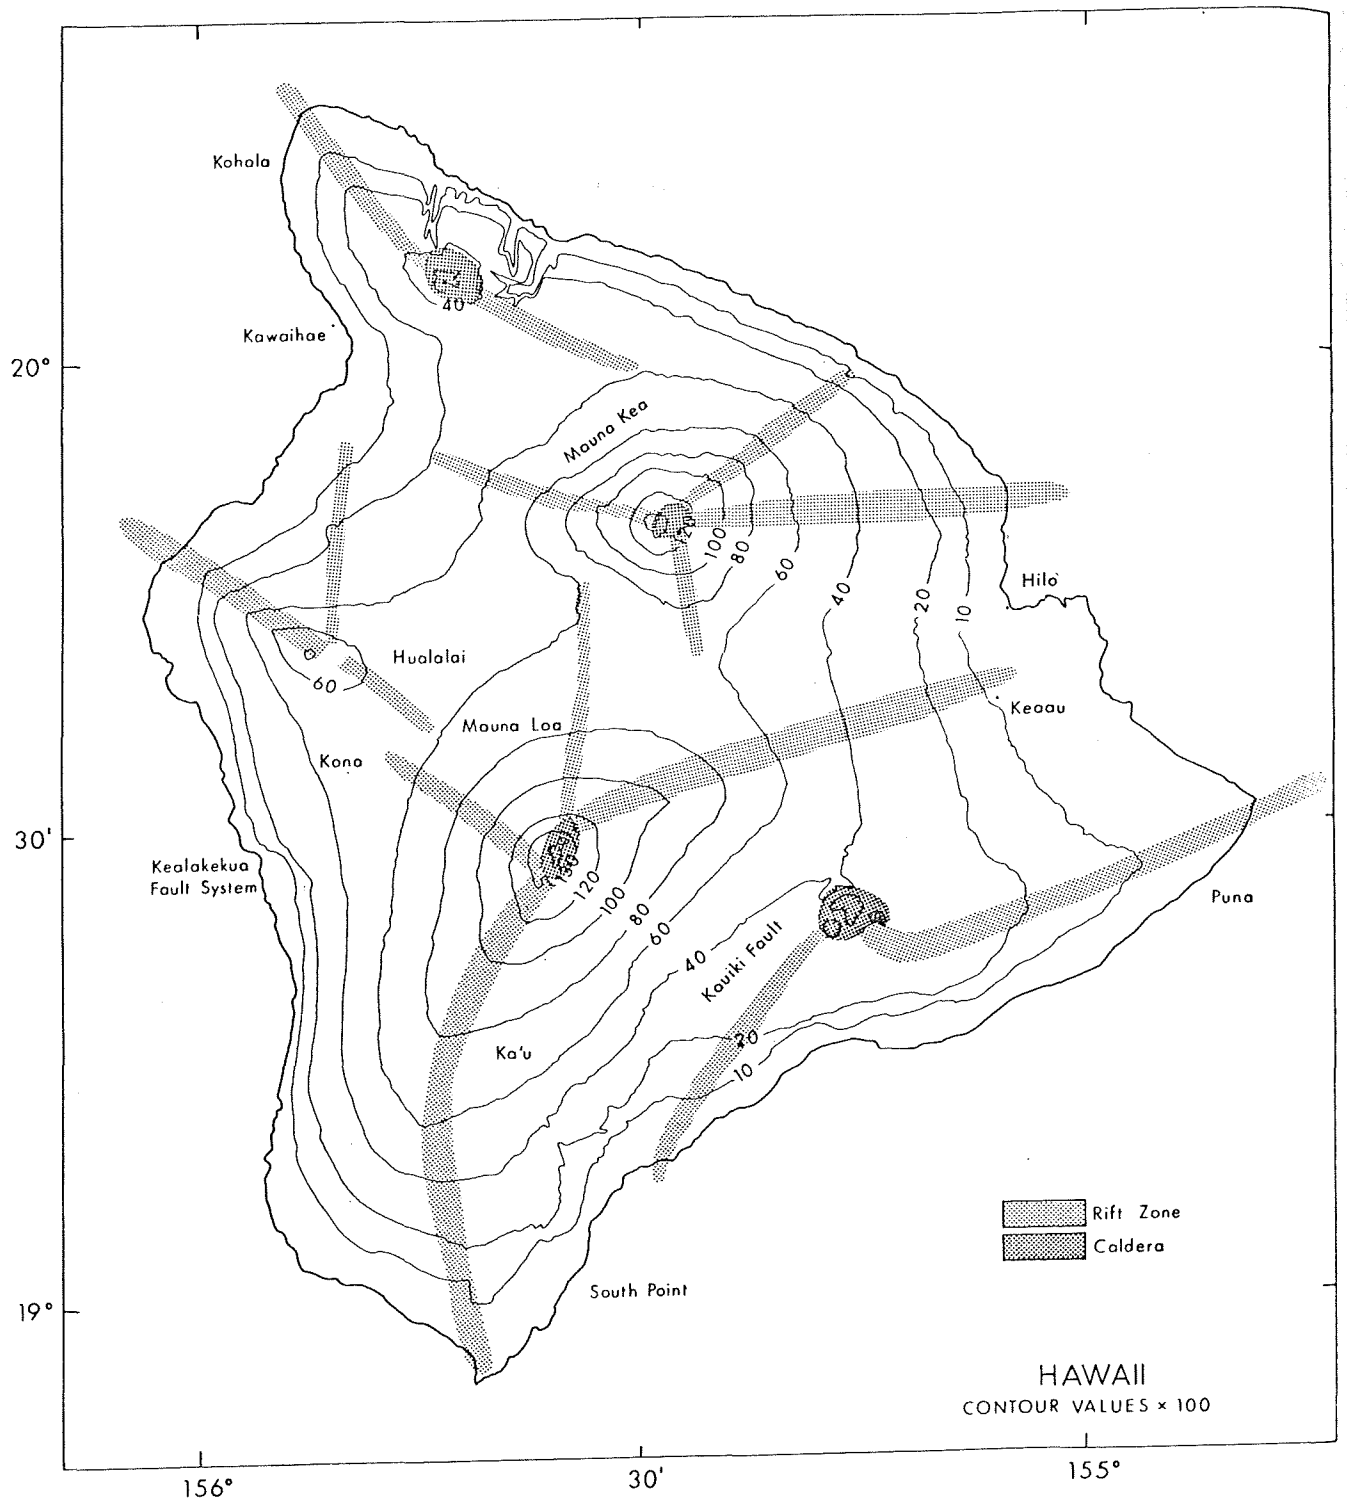 Kohala
40
Kawaihae
20°
Mauna Kea
120
100
80
60
40
20
10
Hilo
Hualalai
60
Keaau
Mauna Loa
Kona
30'
130
120
100
80
60
40
Kealakekua
Fault System
Puna
Kauiki Fault
Ka'u
20
10
Rift Zone
Caldera
South Point
19°
HAWAII
CONTOUR VALUES × 100
156°
30'
155°